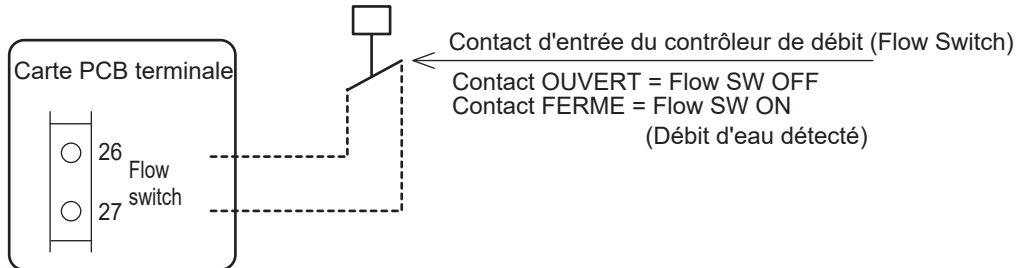 Contact d'entrée du contrôleur de débit (Flow Switch)
Carte PCB terminale
Contact OUVERT = Flow SW OFF
Contact FERME = Flow SW ON
(Débit d'eau détecté)
26
Flow
switch
27